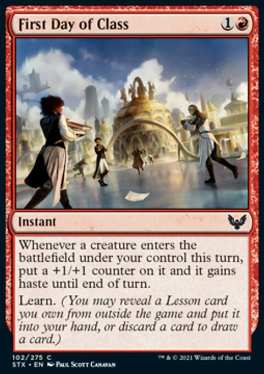 First Day of Class 1
Instant
Whenever a creature enters the
battlefield under your control this turn,
put a +1/+1 counter on it and it gains
haste until end of turn.
Learn. (You may reveal a Lesson card
you own from outside the game and put
it into your hand, or discard a card to
draw a card.)
102/275 C
STX • EN Paul Scott Canavan
™ & © 2021 Wizards of the Coast